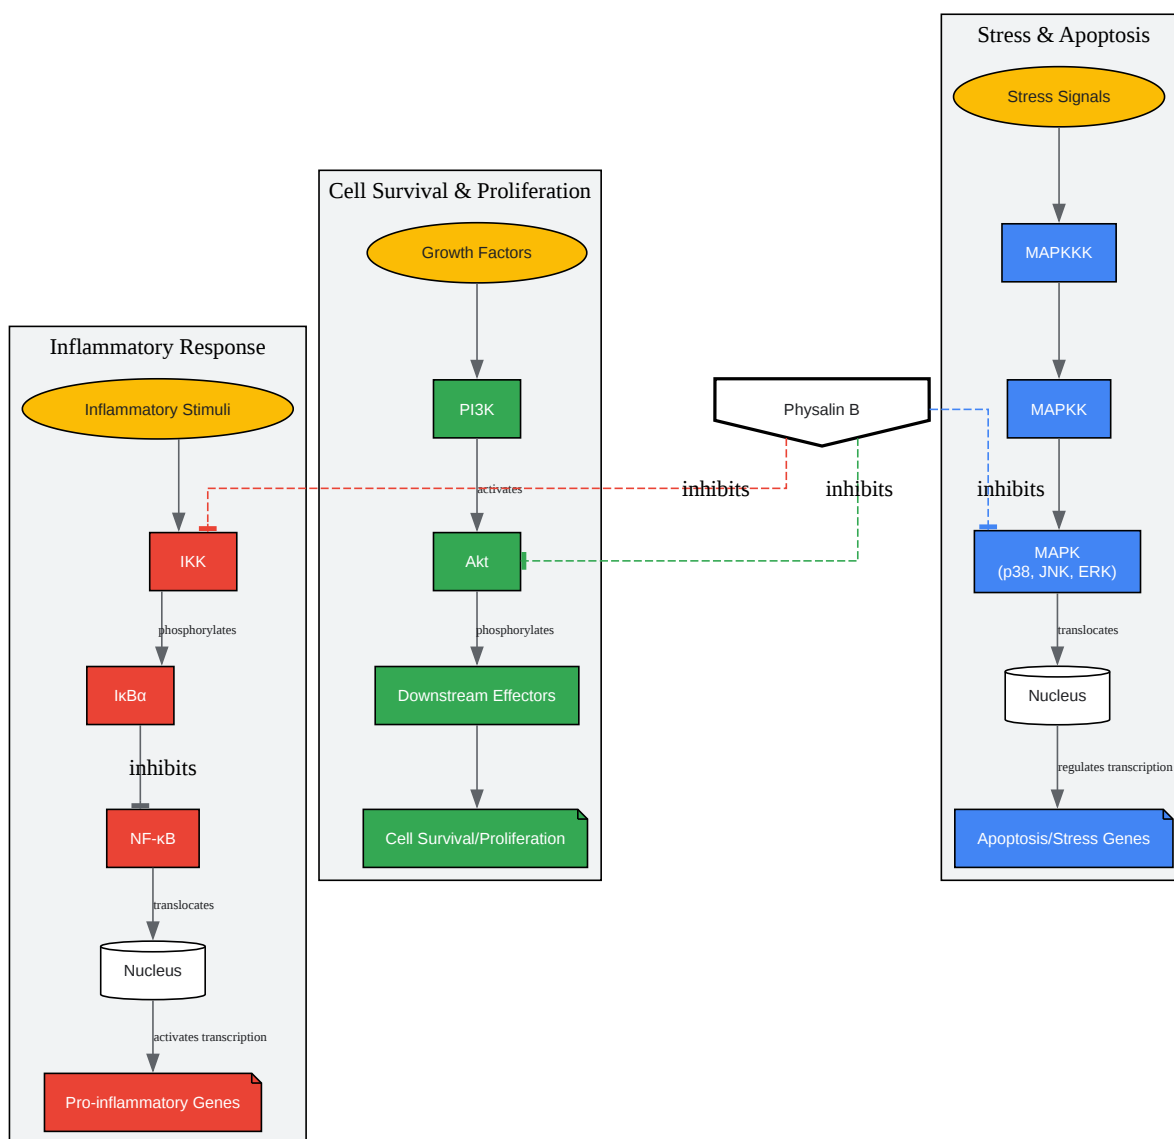 Stress & Apoptosis
Stress Signals
MAPKKK
MAPKK
inhibits
MAPK
(p38, JNK, ERK)
translocates
Nucleus
regulates transcription
Apoptosis/Stress Genes
Cell Survival & Proliferation
Growth Factors
PI3K
activates
Akt
phosphorylates
Downstream Effectors
Cell Survival/Proliferation
Physalin B
inhibits
inhibits
Inflammatory Response
Inflammatory Stimuli
IKK
phosphorylates
IκBα
inhibits
NF-κB
translocates
Nucleus
activates transcription
Pro-inflammatory Genes